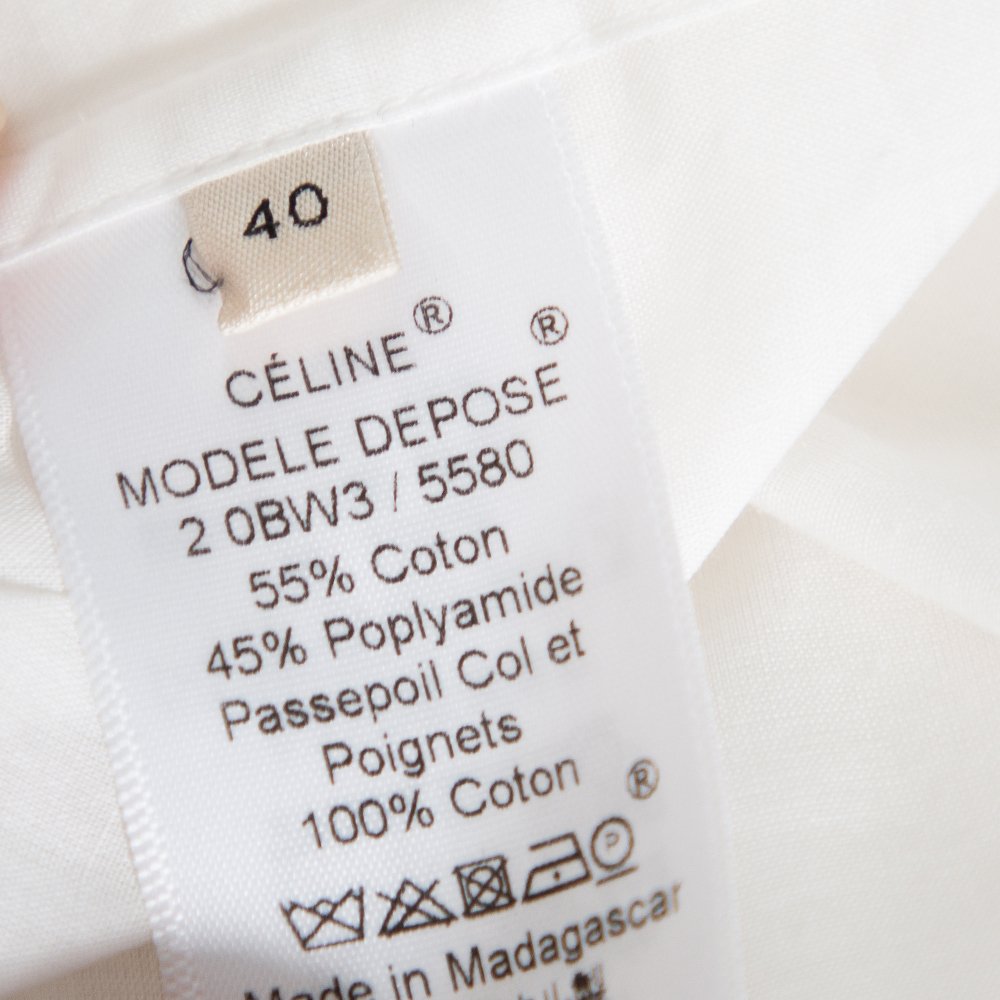 40
CÉLINE®
®
MODELE DEPOSE
2 0BW3 / 5580
55% Coton
45% Poplyamide
Passepoil Col et
Poignets
100% Coton
®
P
Made in Madagascar